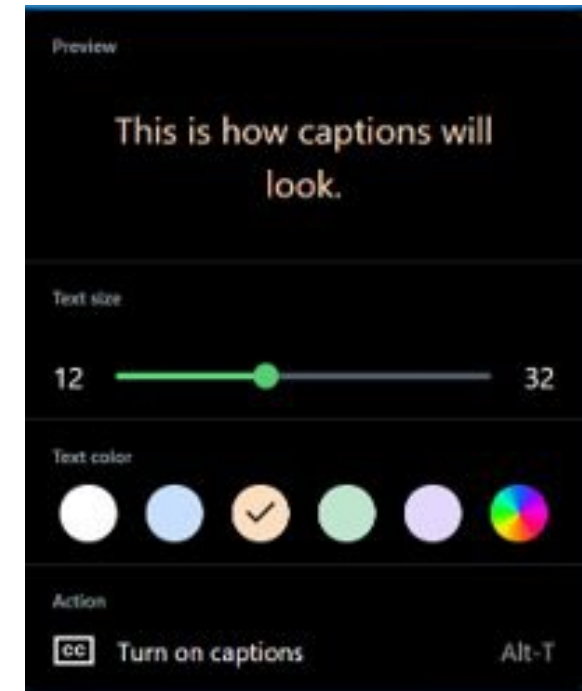 Preview
This is how captions will
look.
Text size
12 32
Text color
Action
CC Turn on captions Alt-T